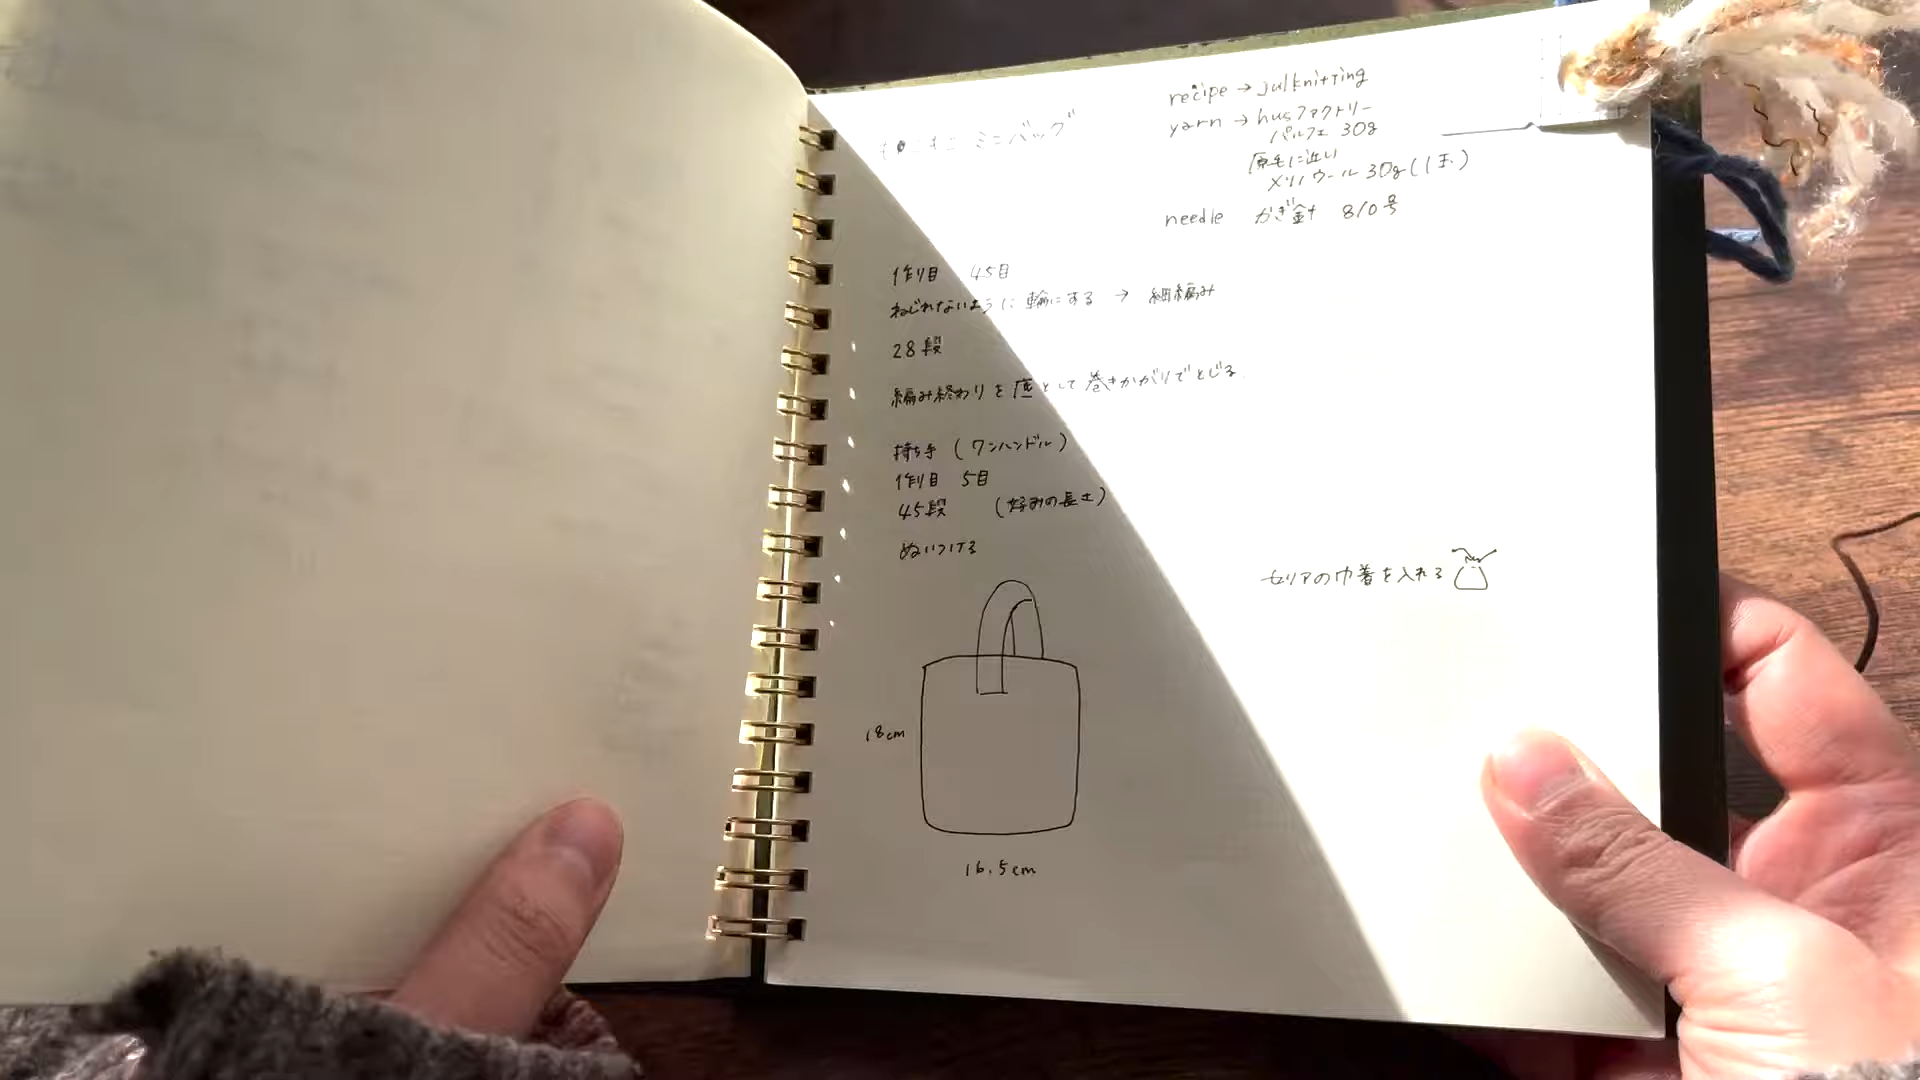 もこもこ ミニバッグ
recipe → julknitting
yarn → husファクトリー
パルフェ 30g
原毛に近い
メリノウール 30g (1玉)
needle かぎ針 8/0号
作り目 45目
ねじれないように輪にする → 細編み
28段
編み終わりを底として巻きかがりでとじる.
持ち手 (ワンハンドル)
作り目 5目
45段 (好みの長さ)
ぬいつける
セリアの巾着を入れる
18cm
16.5cm